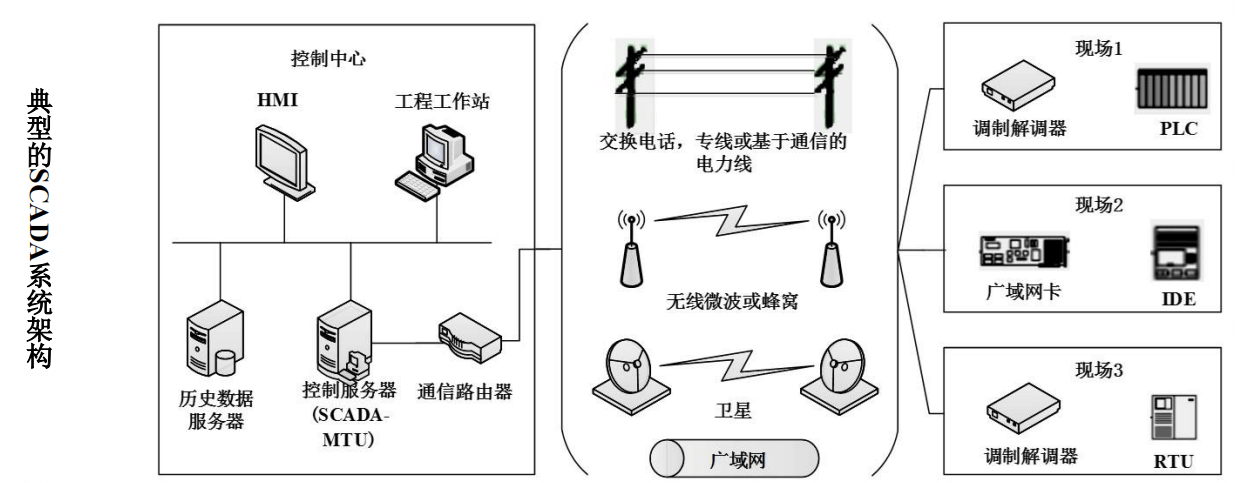 典型的SCADA系统架构
控制中心
HMI
工程工作站
历史数据
服务器
控制服务器
(SCADA-
MTU)
通信路由器
交换电话，专线或基于通信的
电力线
无线微波或蜂窝
卫星
广域网
现场1
调制解调器
PLC
现场2
广域网卡
IDE
现场3
调制解调器
RTU